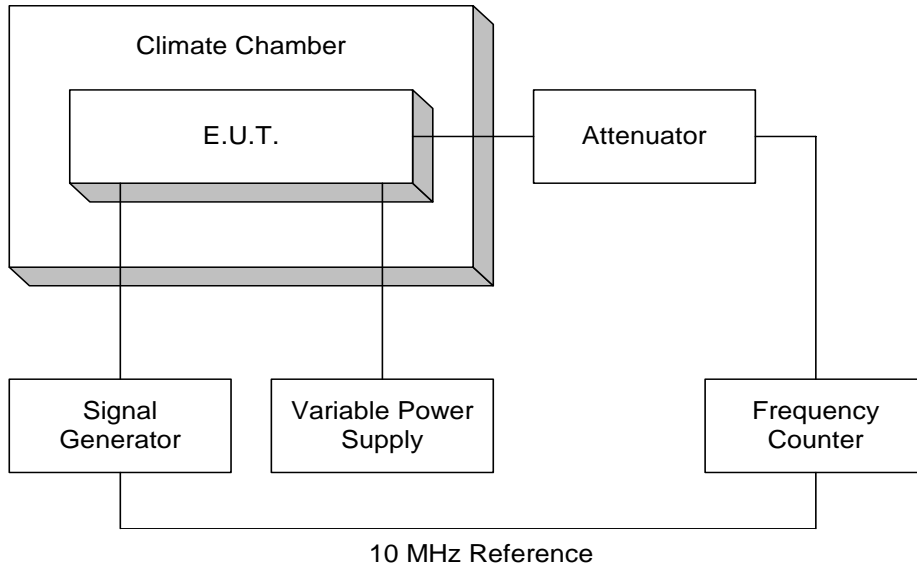 Climate Chamber
E.U.T.
Attenuator
Signal
Generator
Variable Power
Supply
Frequency
Counter
10 MHz Reference